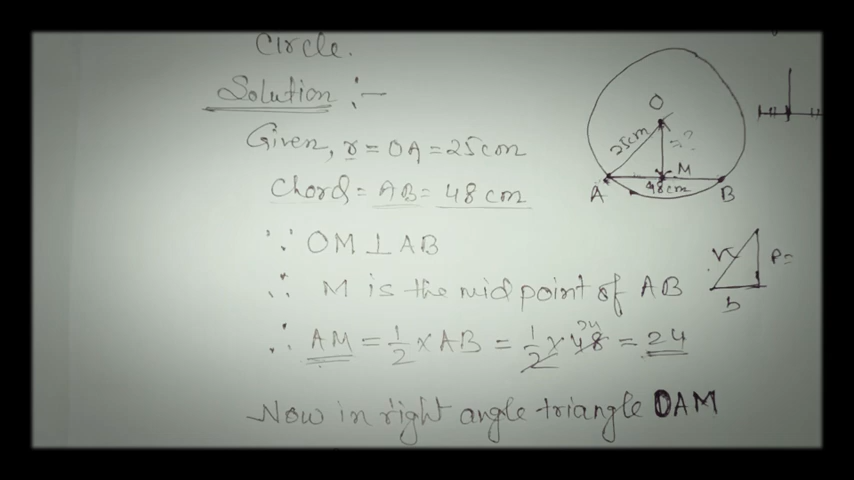 Circle.
Solution :-
Given, r = OA = 25cm
Chord = AB = 48 cm
∵ OM ⊥ AB
∴ M is the midpoint of AB
∴ AM = 1/2 × AB = 1/2 × 48 24 = 24
Now in right angle triangle OAM
O
25cm
= ?
M
A
48cm
B
P=
b